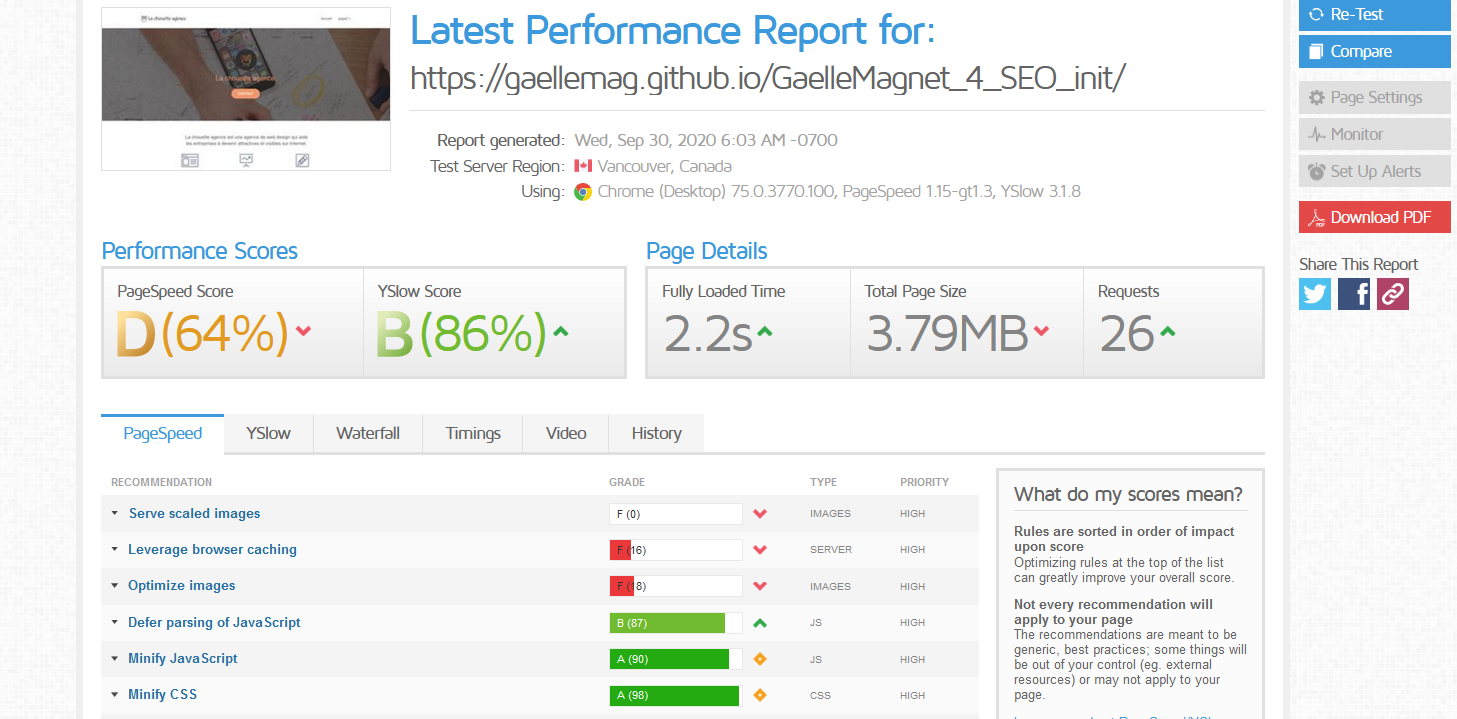 La chouette agence
Latest Performance Report for:
https://gaellemag.github.io/GaelleMagnet_4_SEO_init/
La chouette agence
La chouette agence est une agence de web design qui aide
les entreprises à devenir attractives et visibles sur Internet.
Report generated: Wed, Sep 30, 2020 6:03 AM -0700
Test Server Region: Vancouver, Canada
Using: Chrome (Desktop) 75.0.3770.100, PageSpeed 1.15-gt1.3, YSlow 3.1.8
Re-Test
Compare
Page Settings
Monitor
Set Up Alerts
Download PDF
Share This Report
Performance Scores
PageSpeed Score
D(64%)
YSlow Score
B(86%)
Page Details
Fully Loaded Time
2.2s
Total Page Size
3.79MB
Requests
26
PageSpeed YSlow Waterfall Timings Video History
RECOMMENDATION GRADE TYPE PRIORITY
Serve scaled images F (0) IMAGES HIGH
Leverage browser caching F (16) SERVER HIGH
Optimize images F (18) IMAGES HIGH
Defer parsing of JavaScript B (87) JS HIGH
Minify JavaScript A (90) JS HIGH
Minify CSS A (98) CSS HIGH
What do my scores mean?
Rules are sorted in order of impact
upon score
Optimizing rules at the top of the list
can greatly improve your overall score.
Not every recommendation will
apply to your page
The recommendations are meant to be
generic, best practices; some things will
be out of your control (eg. external
resources) or may not apply to your
page.